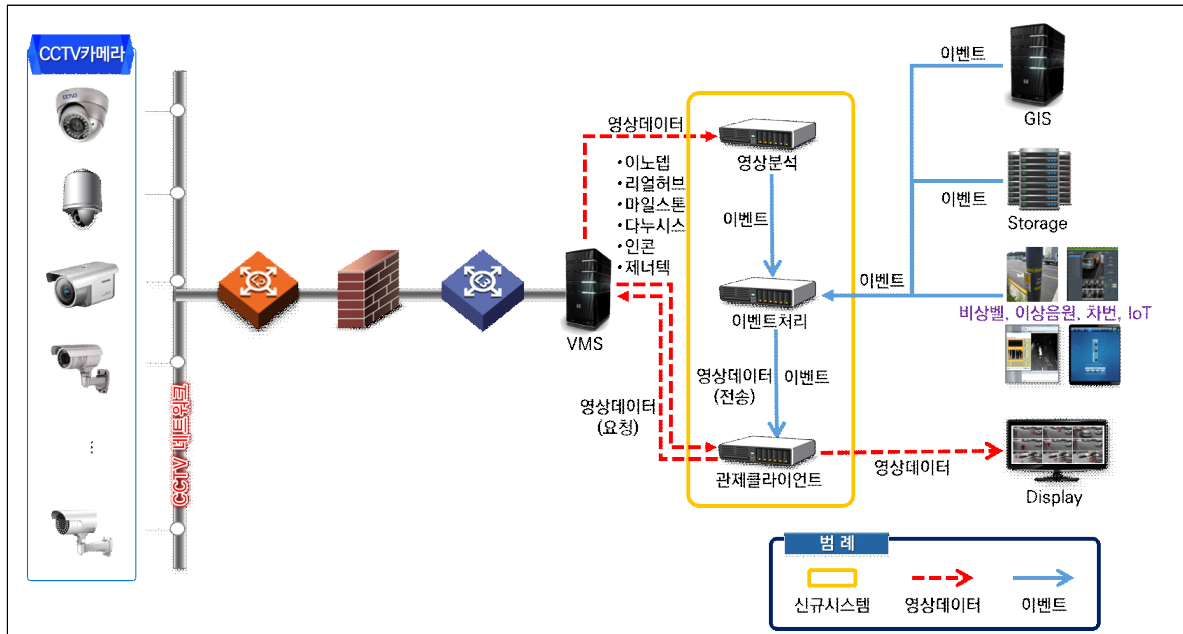 CCTV카메라
CCTV 네트워크
⋮
영상데이터
•이노뎁
•리얼허브
•마일스톤
•다누시스
•인콘
•제너텍
VMS
영상데이터
(요청)
영상분석
이벤트
이벤트처리
영상데이터
(전송)
이벤트
관제클라이언트
이벤트
GIS
이벤트
Storage
이벤트
비상벨, 이상음원, 차번, IoT
영상데이터
Display
범 례
신규시스템
영상데이터
이벤트